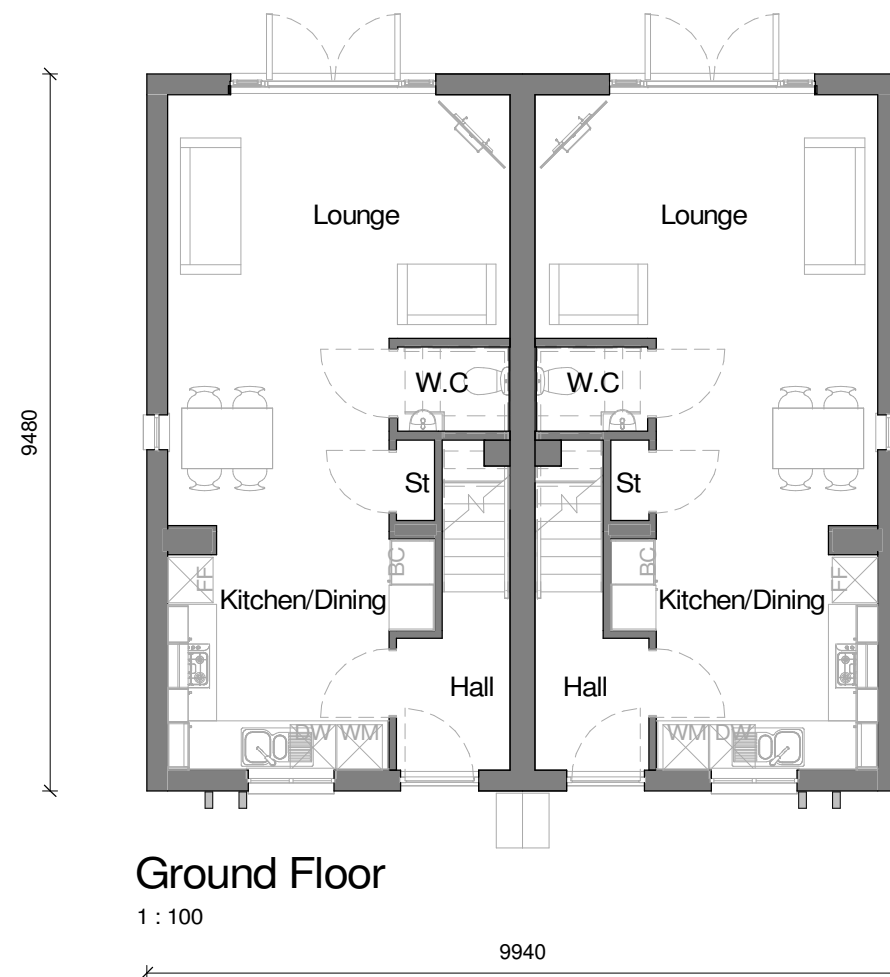 Lounge Lounge
9480
W.C W.C
St St
BC BC
FF FF
Kitchen/Dining Kitchen/Dining
Hall Hall
DW WM WM DW
Ground Floor
1 : 100
9940